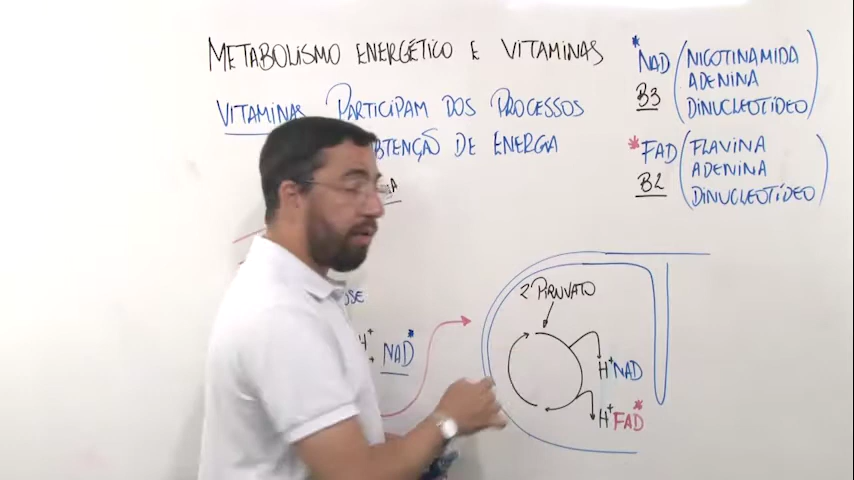 METABOLISMO ENERGÉTICO E VITAMINAS
VITAMINAS PARTICIPAM DOS PROCESSOS
OBTENÇÃO DE ENERGIA
*NAD (NICOTINAMIDA
ADENINA
DINUCLEOTÍDEO)
B3
*FAD (FLAVINA
ADENINA
DINUCLEOTÍDEO)
B2
OSE
H+
+
NAD*
2 PIRUVATO
H+NAD
H+FAD*